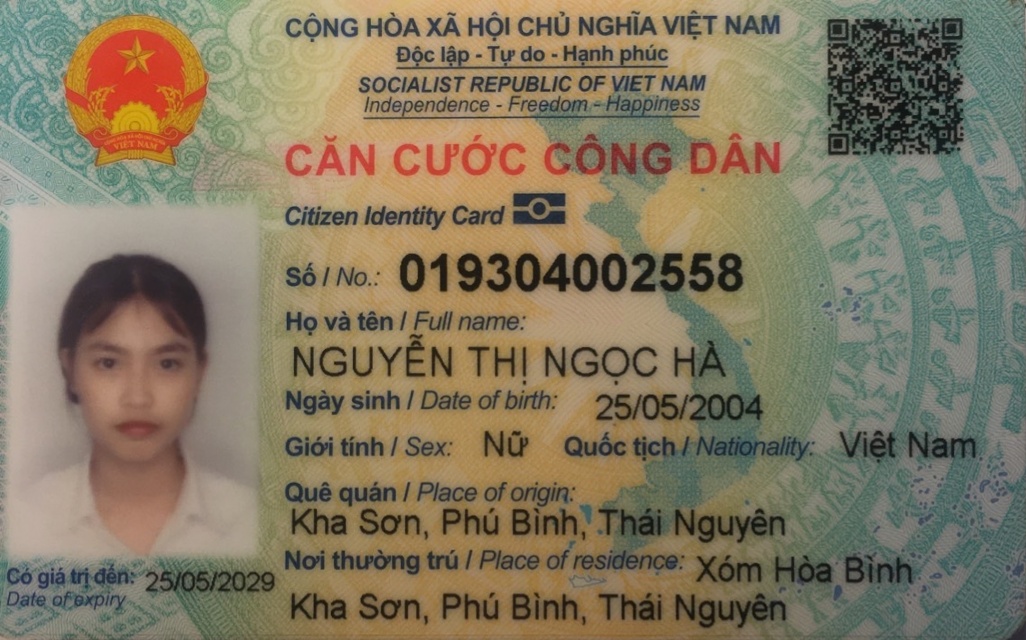 CỘNG HÒA XÃ HỘI CHỦ NGHĨA VIỆT NAM
Độc lập - Tự do - Hạnh phúc
SOCIALIST REPUBLIC OF VIET NAM
Independence - Freedom - Happiness
CĂN CƯỚC CÔNG DÂN
Citizen Identity Card
Số / No.: 019304002558
Họ và tên / Full name:
NGUYỄN THỊ NGỌC HÀ
Ngày sinh / Date of birth: 25/05/2004
Giới tính / Sex: Nữ Quốc tịch / Nationality: Việt Nam
Quê quán / Place of origin:
Kha Sơn, Phú Bình, Thái Nguyên
Nơi thường trú / Place of residence: Xóm Hòa Bình
Kha Sơn, Phú Bình, Thái Nguyên
Có giá trị đến: 25/05/2029
Date of expiry
VIỆT NAM